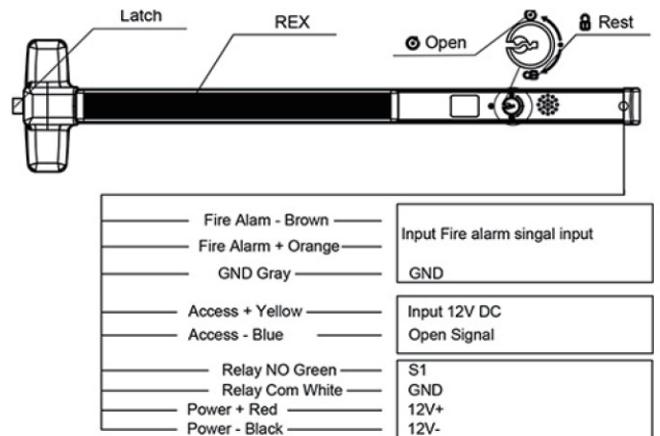 Latch
REX
Open
Rest
Fire Alam - Brown
Input Fire alarm singal input
Fire Alarm + Orange
GND Gray
GND
Access + Yellow
Input 12V DC
Access - Blue
Open Signal
Relay NO Green
S1
Relay Com White
GND
Power + Red
12V+
Power - Black
12V-